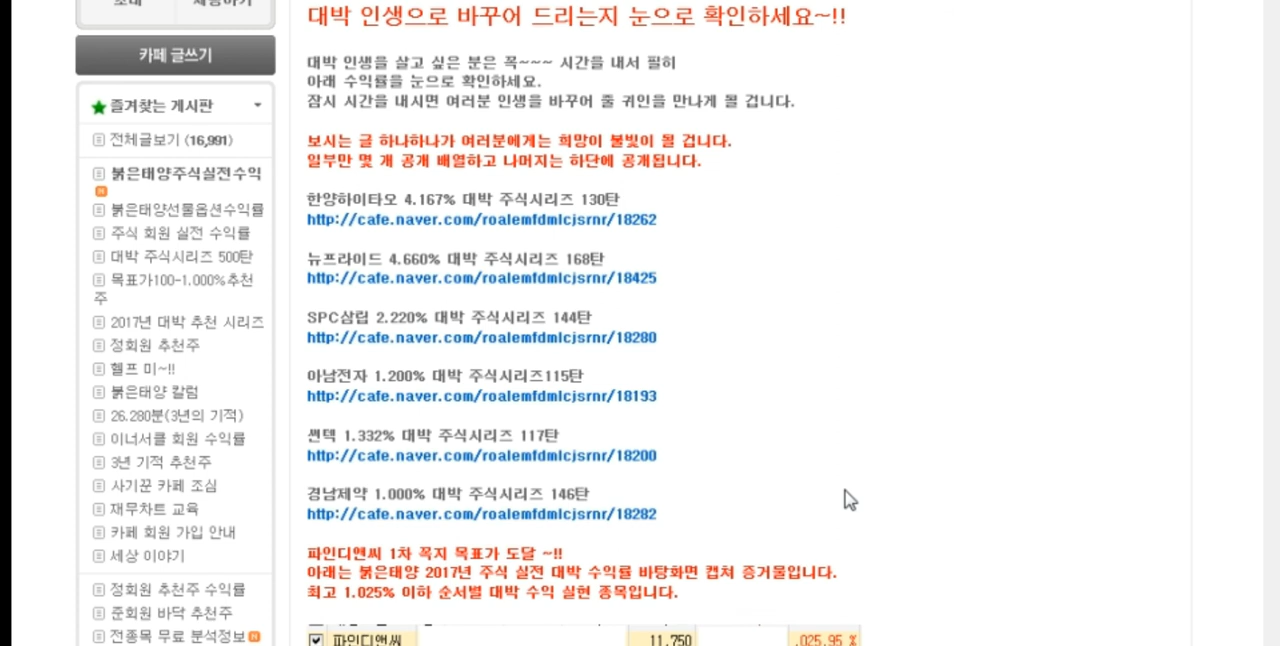 초대
카페 글쓰기
즐겨찾는 게시판
전체글보기 (16,991)
붉은태양주식실전수익
붉은태양선물옵션수익률
주식 회원 실전 수익률
대박 주식시리즈 500탄
목표가100-1.000%추천
주
2017년 대박 추천 시리즈
정회원 추천주
헬프 미~!!
붉은태양 칼럼
26.280분(3년의 기적)
이너서클 회원 수익률
3년 기적 추천주
사기꾼 카페 조심
재무차트 교육
카페 회원 가입 안내
세상 이야기
정회원 추천주 수익률
준회원 바닥 추천주
전종목 무료 분석정보
대박 인생으로 바꾸어 드리는지 눈으로 확인하세요~!!
대박 인생을 살고 싶은 분은 꼭~~~ 시간을 내서 필히
아래 수익률을 눈으로 확인하세요.
잠시 시간을 내시면 여러분 인생을 바꾸어 줄 귀인을 만나게 될 겁니다.
보시는 글 하나하나가 여러분에게는 희망이 불빛이 될 겁니다.
일부만 몇 개 공개 배열하고 나머지는 하단에 공개됩니다.
한양하이타오 4.167% 대박 주식시리즈 130탄
http://cafe.naver.com/roalemfdmlcjsrnr/18262
뉴프라이드 4.660% 대박 주식시리즈 168탄
http://cafe.naver.com/roalemfdmlcjsrnr/18425
SPC삼립 2.220% 대박 주식시리즈 144탄
http://cafe.naver.com/roalemfdmlcjsrnr/18280
아남전자 1.200% 대박 주식시리즈115탄
http://cafe.naver.com/roalemfdmlcjsrnr/18193
썬텍 1.332% 대박 주식시리즈 117탄
http://cafe.naver.com/roalemfdmlcjsrnr/18200
경남제약 1.000% 대박 주식시리즈 146탄
http://cafe.naver.com/roalemfdmlcjsrnr/18282
파인디앤씨 1차 꼭지 목표가 도달 ~!!
아래는 붉은태양 2017년 주식 실전 대박 수익률 바탕화면 캡쳐 증거물입니다.
최고 1.025% 이하 순서별 대박 수익 실현 종목입니다.
파인디앤씨 11,750 ,025.95 %